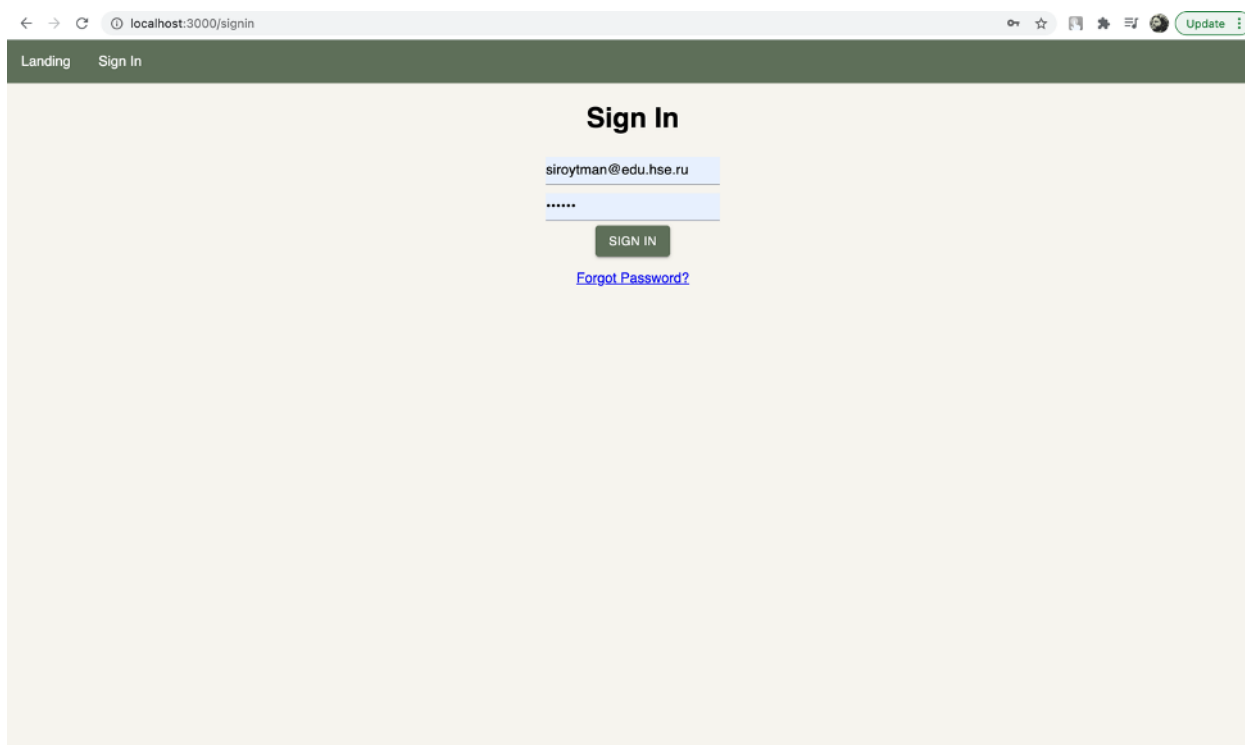 localhost:3000/signin
Update
Landing Sign In
Sign In
siroytman@edu.hse.ru
••••••
SIGN IN
Forgot Password?